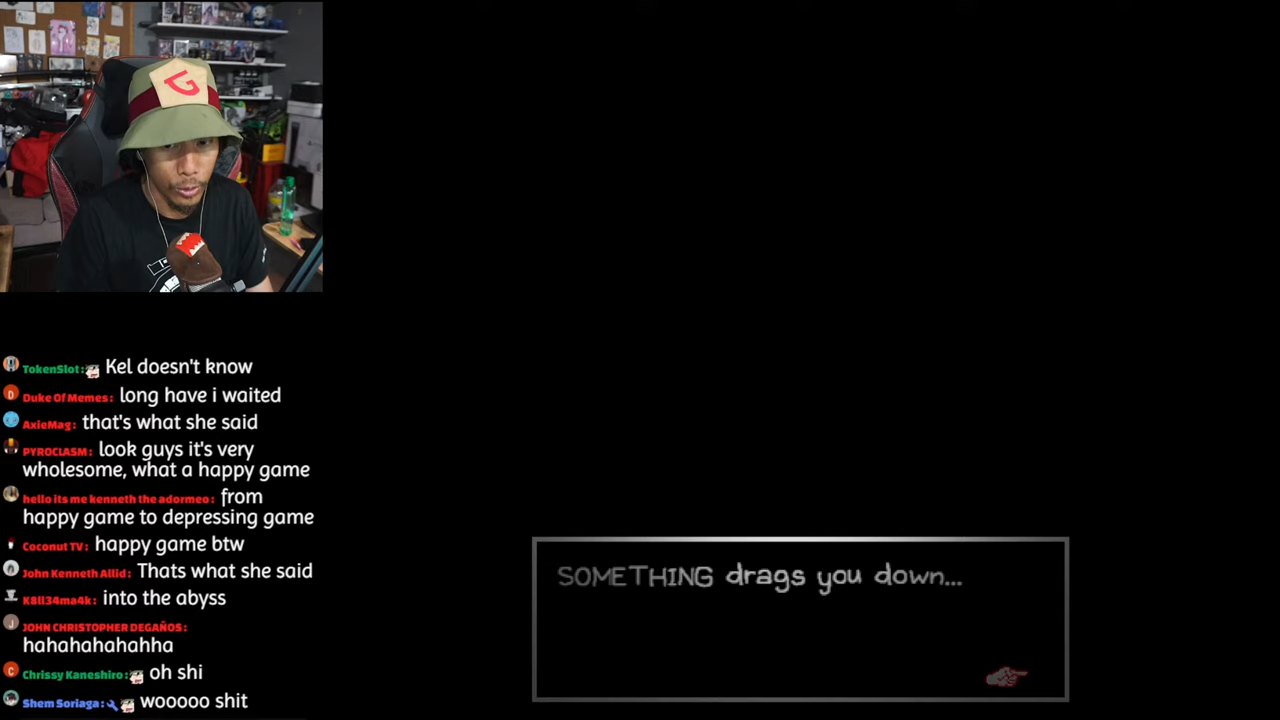 G
TokenSlot: Kel doesn't know
Duke Of Memes: long have i waited
AxieMag: that's what she said
PYROCLASM: look guys it's very
wholesome, what a happy game
hello its me kenneth the adormeo: from
happy game to depressing game
Coconut TV: happy game btw
John Kenneth Allid: Thats what she said
K8ll34ma4k: into the abyss
JOHN CHRISTOPHER DEGAÑOS:
hahahahahahha
Chrissy Kaneshiro: oh shi
Shem Soriaga: wooooo shit
SOMETHING drags you down...